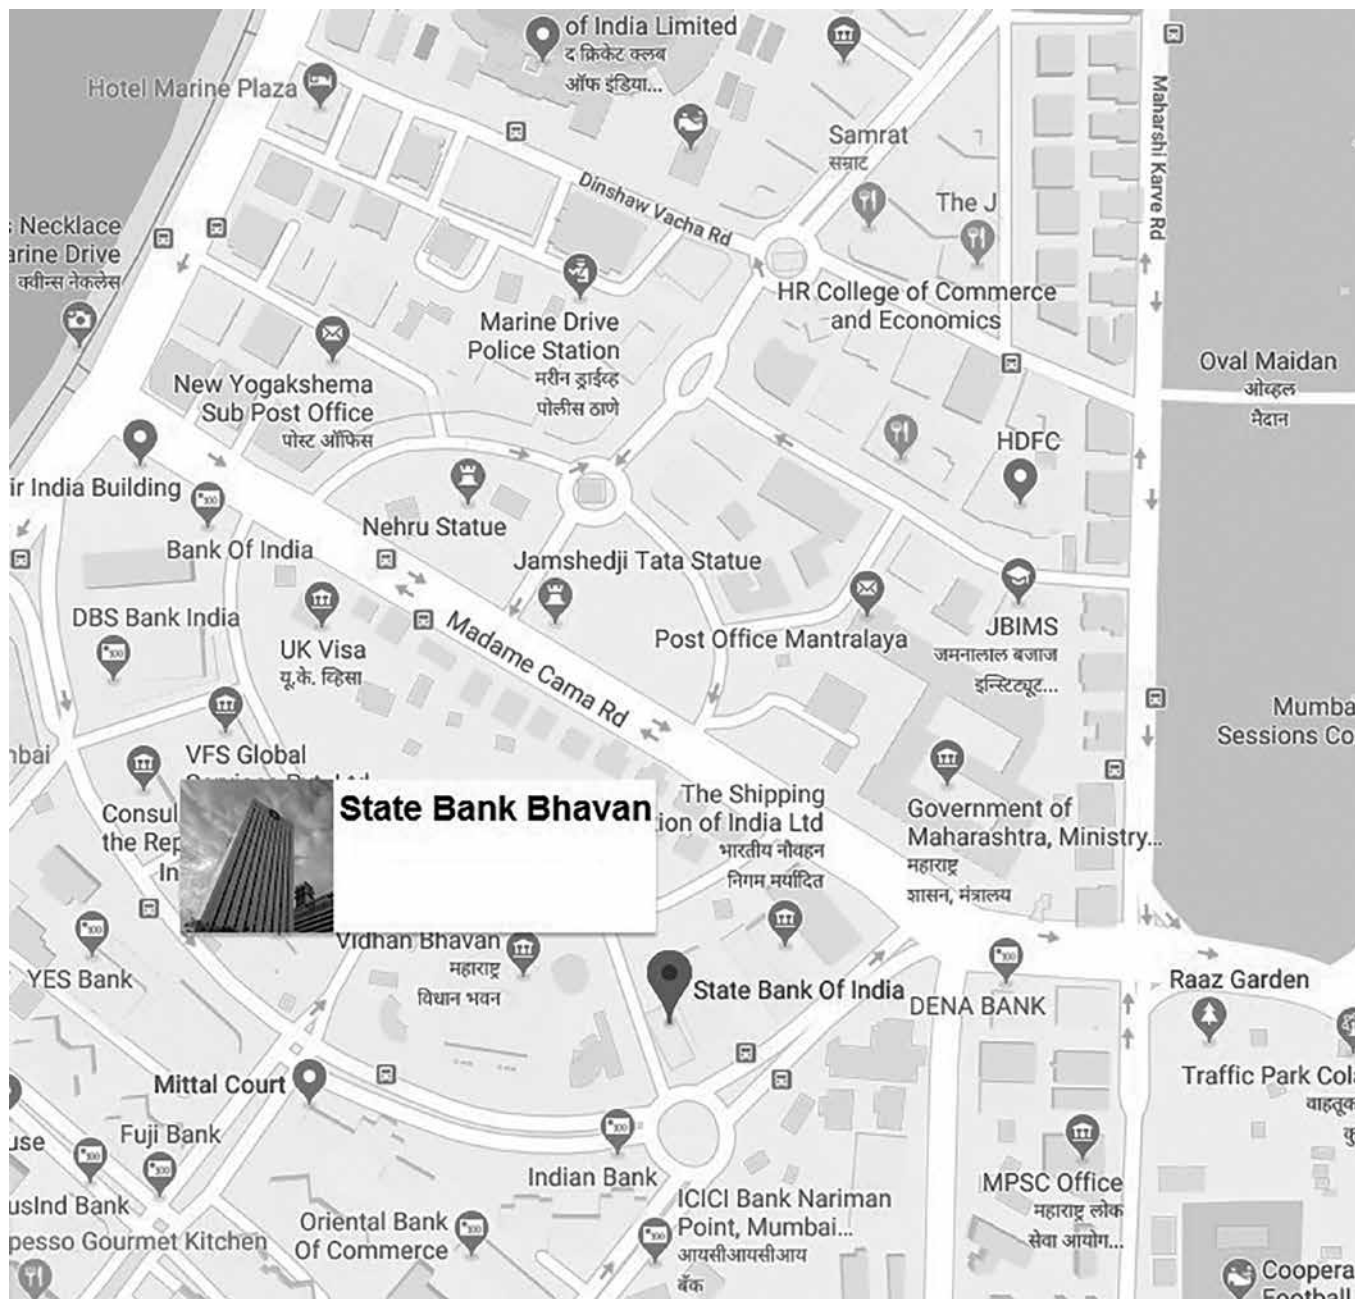 of India Limited
द क्रिकेट क्लब
ऑफ इंडिया...
Hotel Marine Plaza
Samrat
सम्राट
Maharshi Karve Rd
Dinshaw Vacha Rd
The J
Necklace
arine Drive
क्वीन्स नेकलेस
HR College of Commerce
and Economics
Marine Drive
Police Station
मरीन ड्राईव्ह
पोलीस ठाणे
Oval Maidan
ओव्हल
मैदान
New Yogakshema
Sub Post Office
पोस्ट ऑफिस
HDFC
ir India Building
Bank Of India
Nehru Statue
Jamshedji Tata Statue
DBS Bank India
UK Visa
यू.के. व्हिसा
Madame Cama Rd
Post Office Mantralaya
JBIMS
जमनालाल बजाज
इन्स्टिट्यूट...
Mumba
Sessions Co
nbai
VFS Global
Consul
the Rep
In
State Bank Bhavan
The Shipping
ion of India Ltd
भारतीय नौवहन
निगम मर्यादित
Government of
Maharashtra, Ministry...
महाराष्ट्र
शासन, मंत्रालय
YES Bank
Vidhan Bhavan
महाराष्ट्र
विधान भवन
State Bank Of India
DENA BANK
Raaz Garden
Mittal Court
Traffic Park Cola
वाहतूक
कु
use
Fuji Bank
usInd Bank
Indian Bank
MPSC Office
महाराष्ट्र लोक
सेवा आयोग...
ICICI Bank Nariman
Point, Mumbai...
आयसीआयसीआय
बँक
Oriental Bank
Of Commerce
pesso Gourmet Kitchen
Coopera
Football